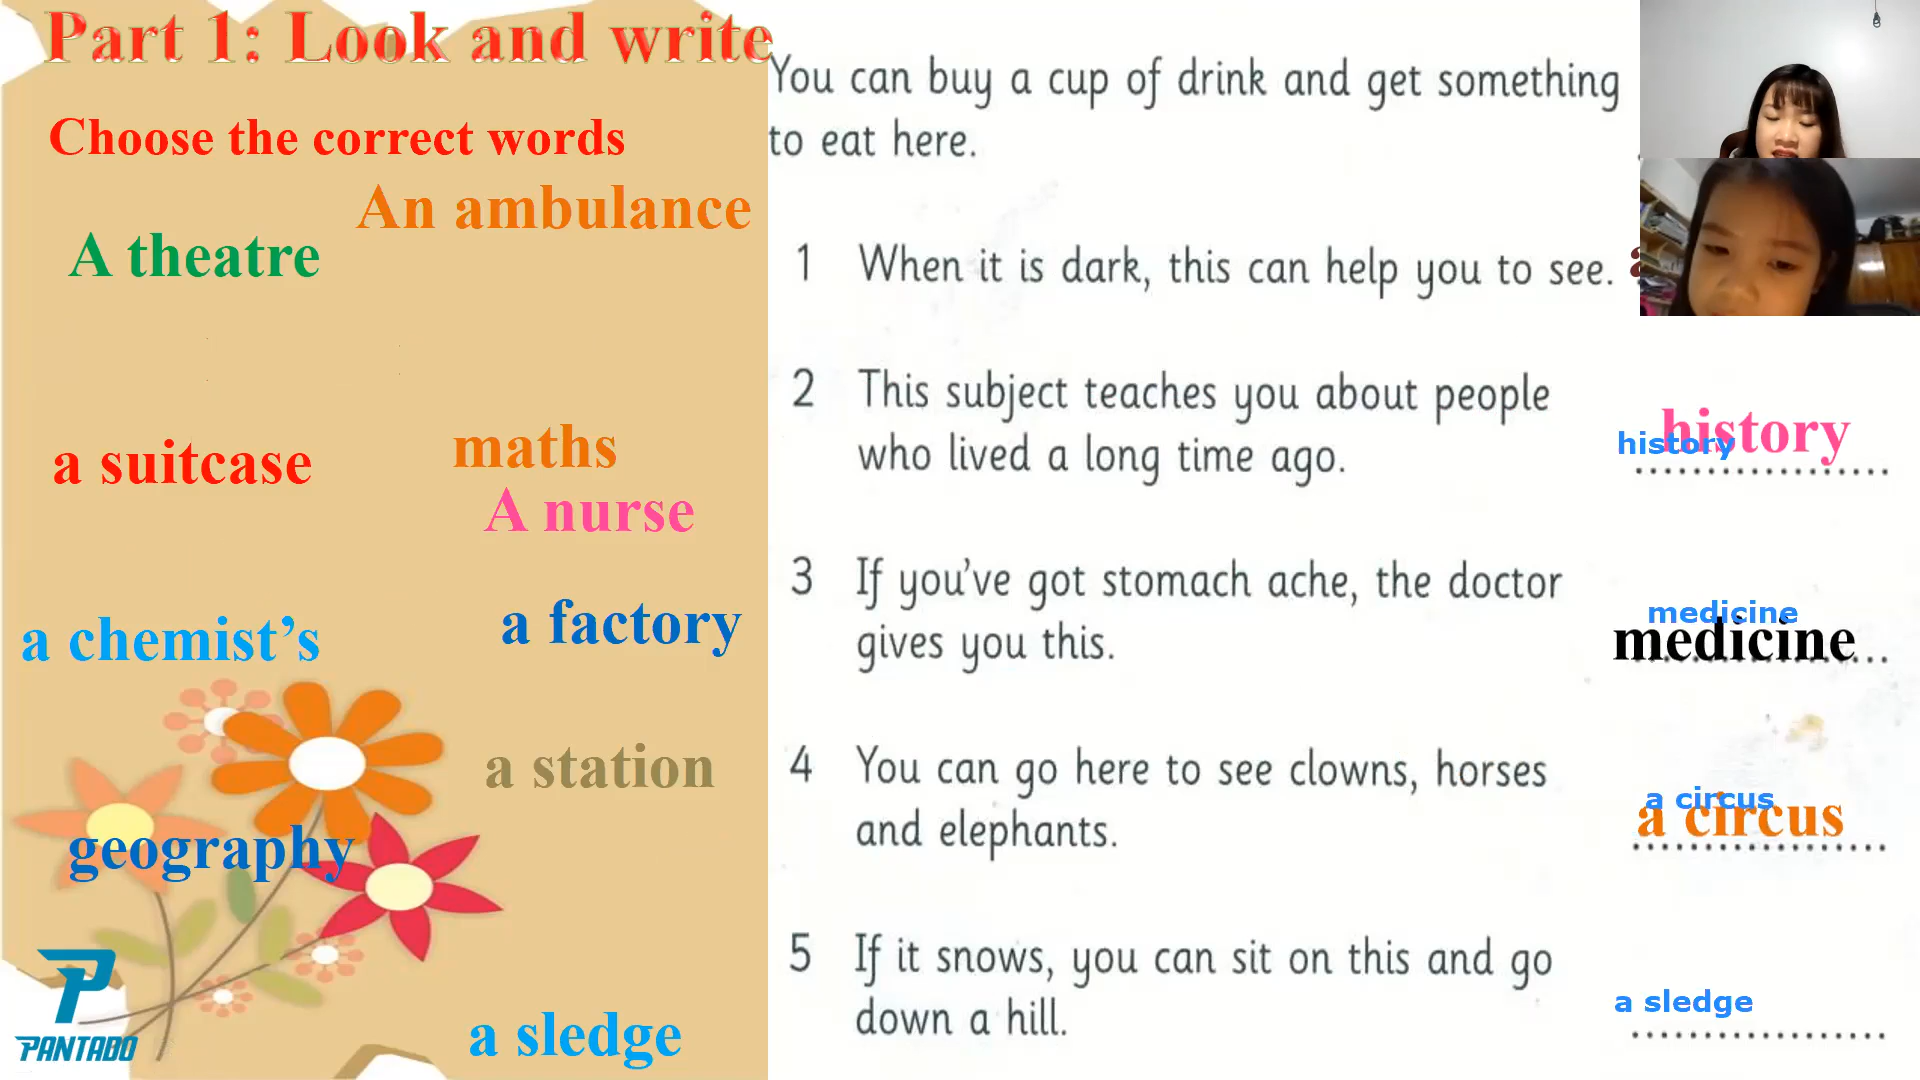 Part 1: Look and write
Choose the correct words
An ambulance
A theatre
a suitcase
maths
A nurse
a chemist's
a factory
a station
geography
a sledge
PANTABO
You can buy a cup of drink and get something
to eat here.
1 When it is dark, this can help you to see.
2 This subject teaches you about people
who lived a long time ago.
history
history
3 If you've got stomach ache, the doctor
gives you this.
medicine
medicine
4 You can go here to see clowns, horses
and elephants.
a circus
a circus
5 If it snows, you can sit on this and go
down a hill.
a sledge